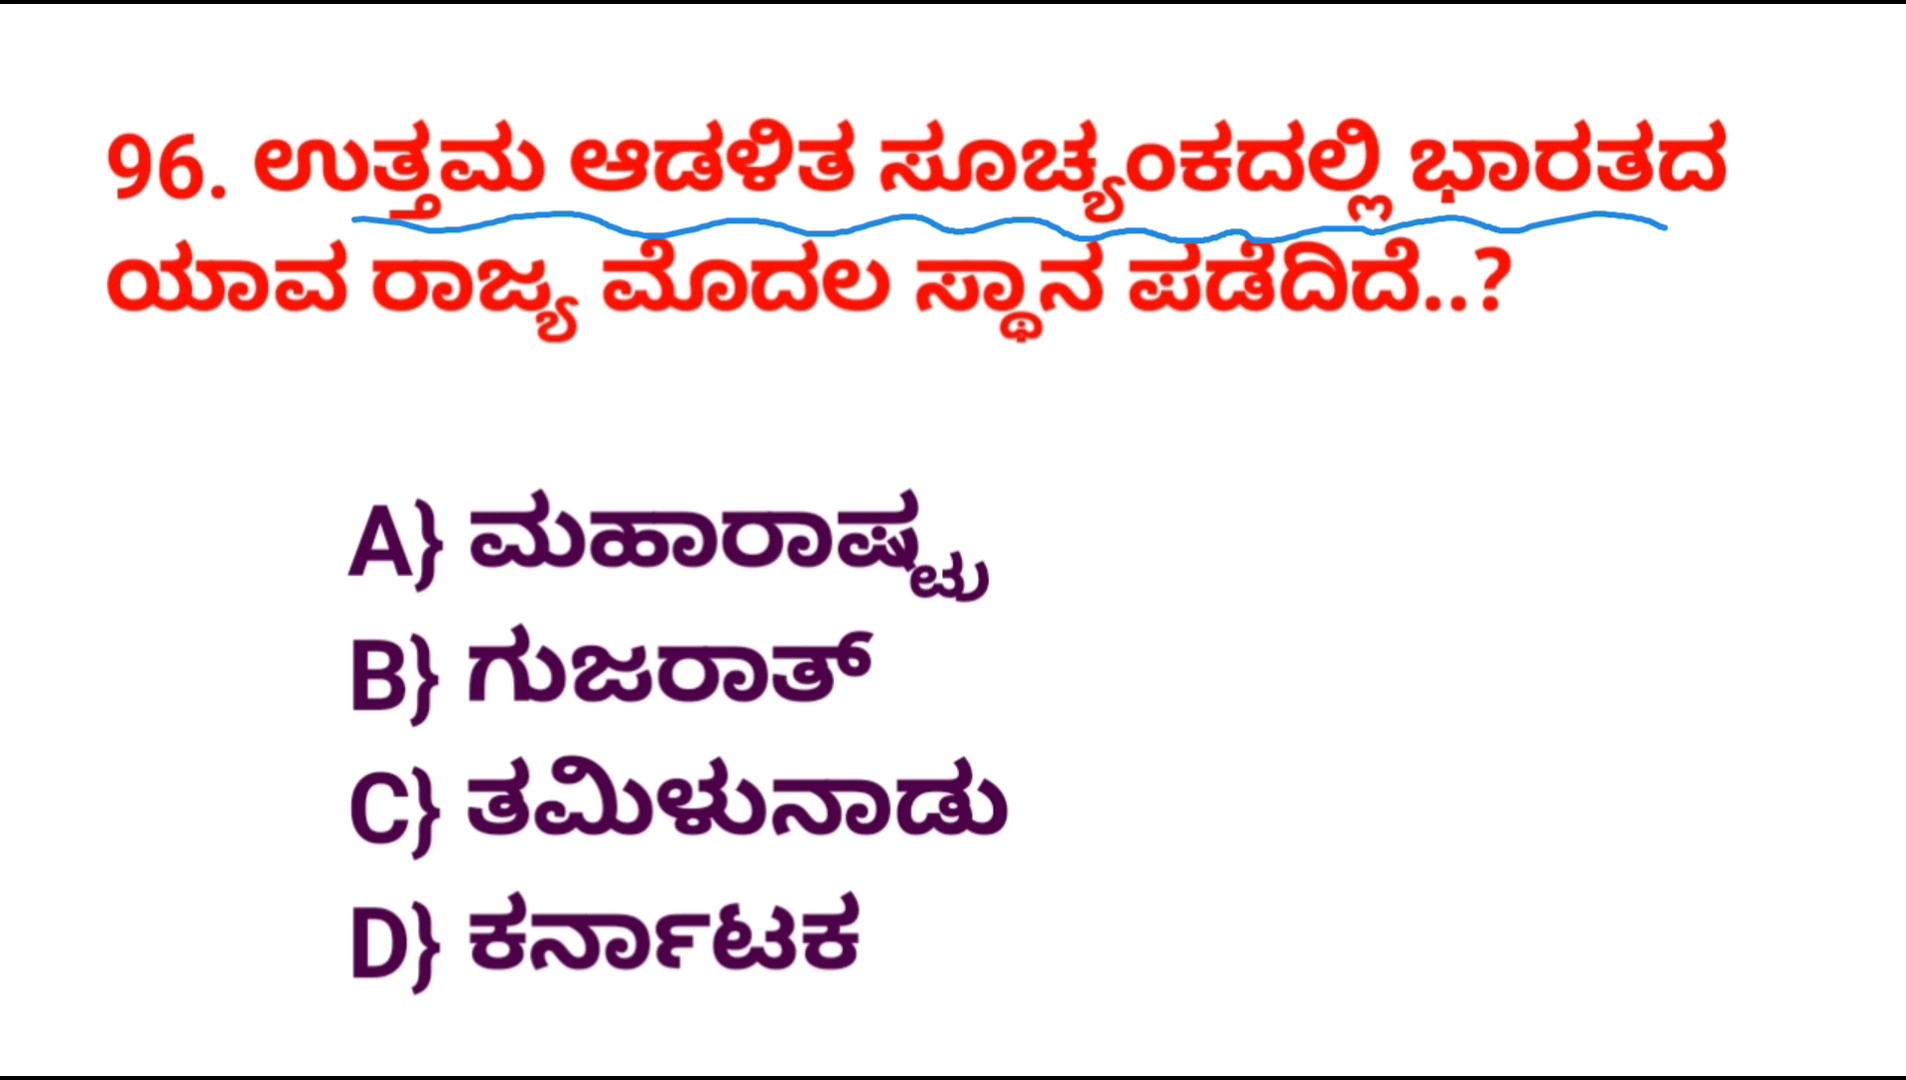 96. ಉತ್ತಮ ಆಡಳಿತ ಸೂಚ್ಯಂಕದಲ್ಲಿ ಭಾರತದ
ಯಾವ ರಾಜ್ಯ ಮೊದಲ ಸ್ಥಾನ ಪಡೆದಿದೆ..?
A} ಮಹಾರಾಷ್ಟು
B} ಗುಜರಾತ್
C} ತಮಿಳುನಾಡು
D} ಕರ್ನಾಟಕ